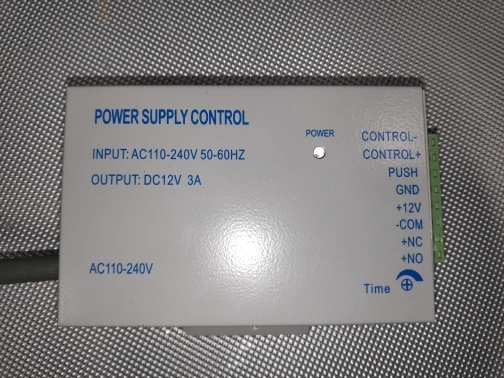 POWER SUPPLY CONTROL
INPUT: AC110-240V 50-60HZ
OUTPUT: DC12V 3A
AC110-240V
POWER
CONTROL-
CONTROL+
PUSH
GND
+12V
-COM
+NC
+NO
Time